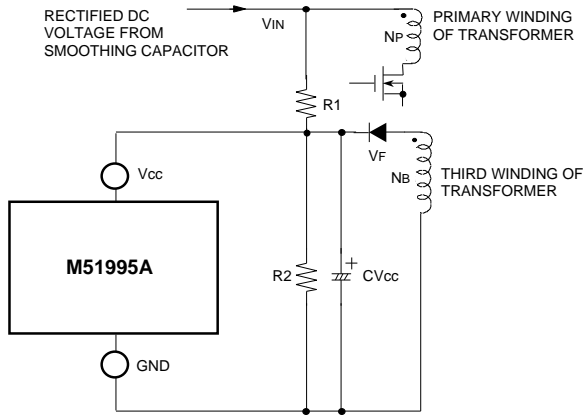 RECTIFIED DC
VOLTAGE FROM
SMOOTHING CAPACITOR
VIN
NP
PRIMARY WINDING
OF TRANSFORMER
R1
VF
NB
THIRD WINDING OF
TRANSFORMER
Vcc
M51995A
R2
+
CVcc
GND